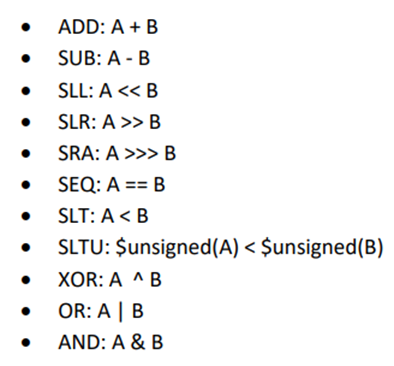 • ADD: A + B
• SUB: A - B
• SLL: A << B
• SLR: A >> B
• SRA: A >>> B
• SEQ: A == B
• SLT: A < B
• SLTU: $unsigned(A) < $unsigned(B)
• XOR: A ^ B
• OR: A | B
• AND: A & B